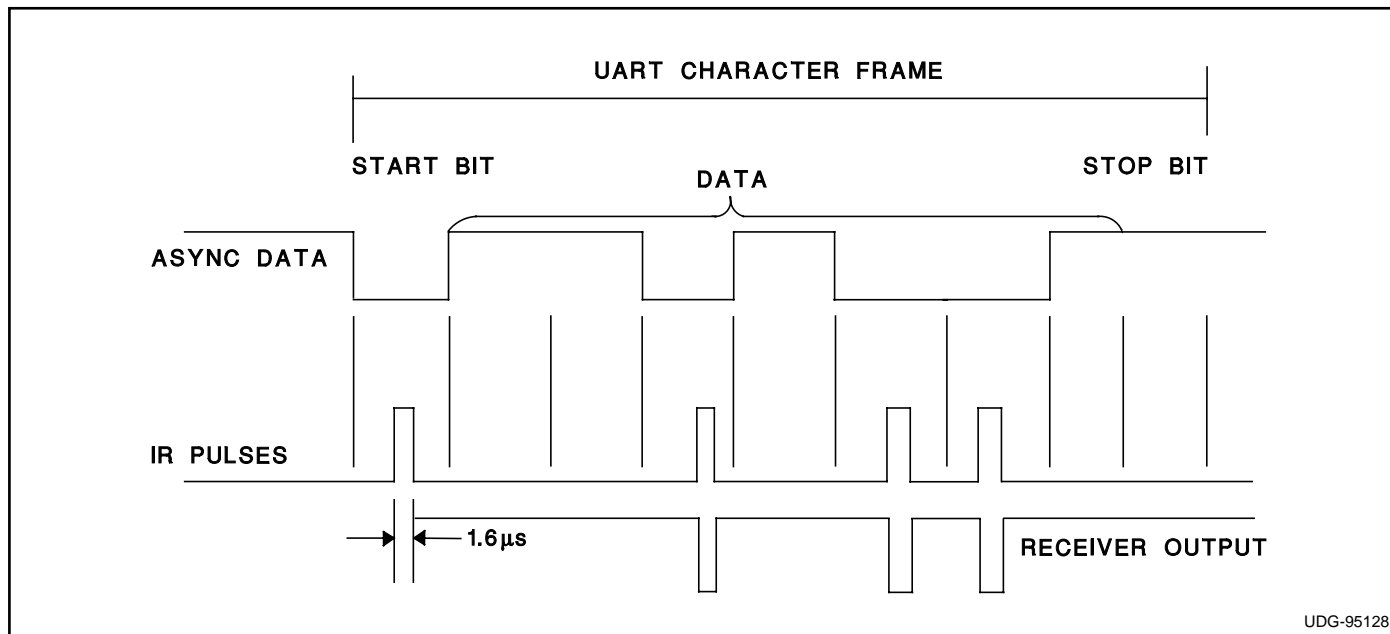 UART CHARACTER FRAME
START BIT
STOP BIT
DATA
ASYNC DATA
IR PULSES
1.6µs
RECEIVER OUTPUT
UDG-95128